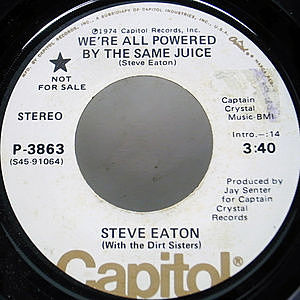 ℗1974 Capitol Records, Inc.
WE'RE ALL POWERED
BY THE SAME JUICE
(Steve Eaton)
★ NOT
FOR SALE
STEREO
Captain
Crystal
Music-BMI
Intro.-:14
P-3863
(S45-91064)
3:40
Produced by
Jay Senter
for Captain
Crystal
Records
STEVE EATON
(With the Dirt Sisters)
Capitol®